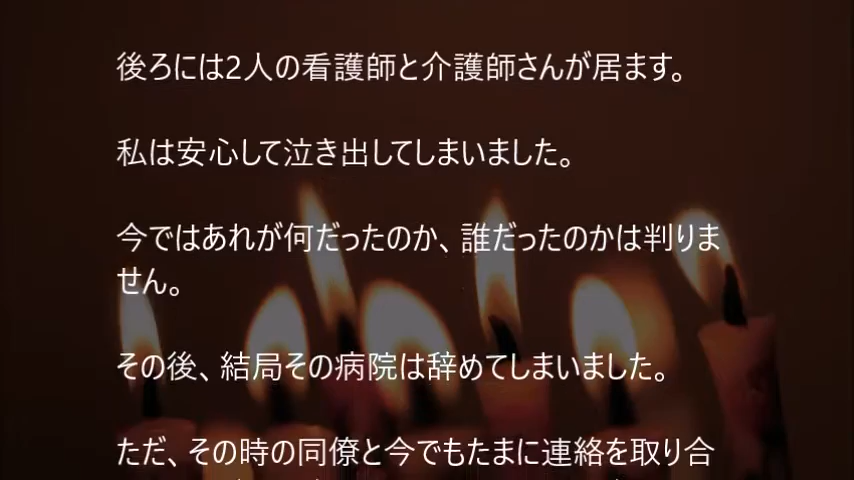 後ろには2人の看護師と介護師さんが居ます。
私は安心して泣き出してしまいました。
今ではあれが何だったのか、誰だったのかは判りま
せん。
その後、結局その病院は辞めてしまいました。
ただ、その時の同僚と今でもたまに連絡を取り合